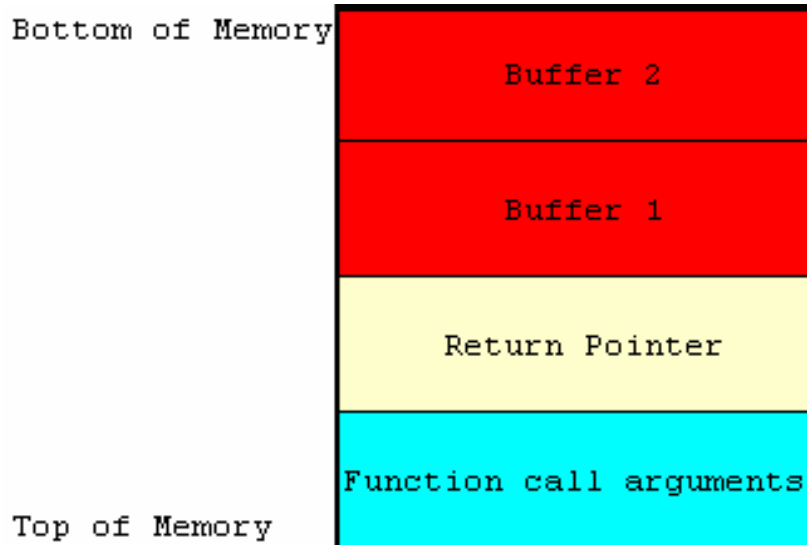 Bottom of Memory
Buffer 2
Buffer 1
Return Pointer
Function call arguments
Top of Memory